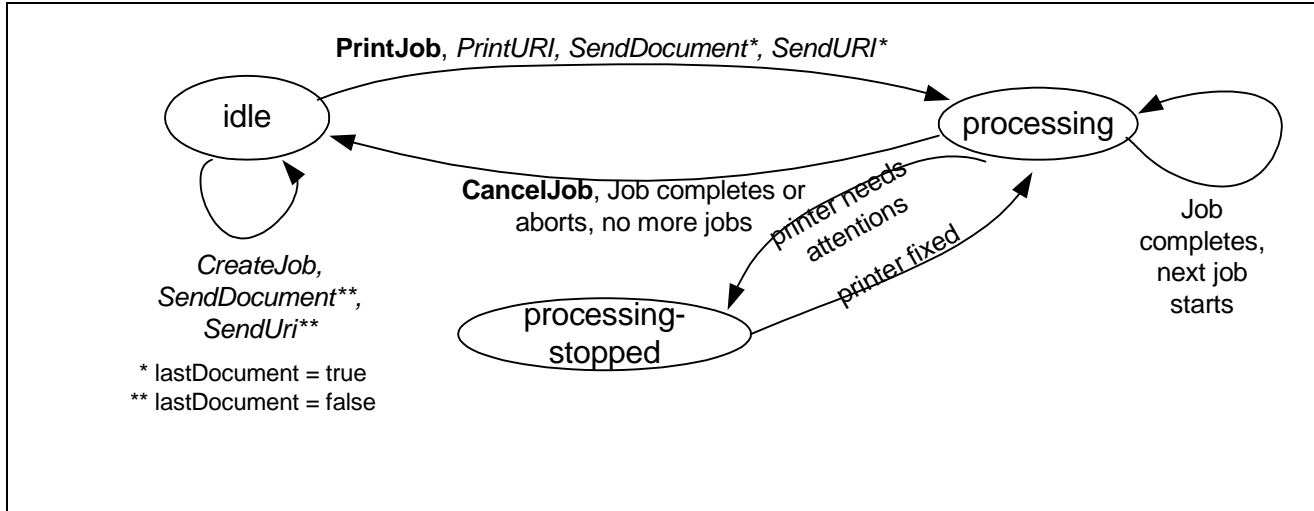 PrintJob, PrintURI, SendDocument*, SendURI*
idle
processing
CancelJob, Job completes or
aborts, no more jobs
printer needs
attentions
printer fixed
Job
completes,
next job
starts
CreateJob,
SendDocument**,
SendUri**
processing-
stopped
* lastDocument = true
** lastDocument = false